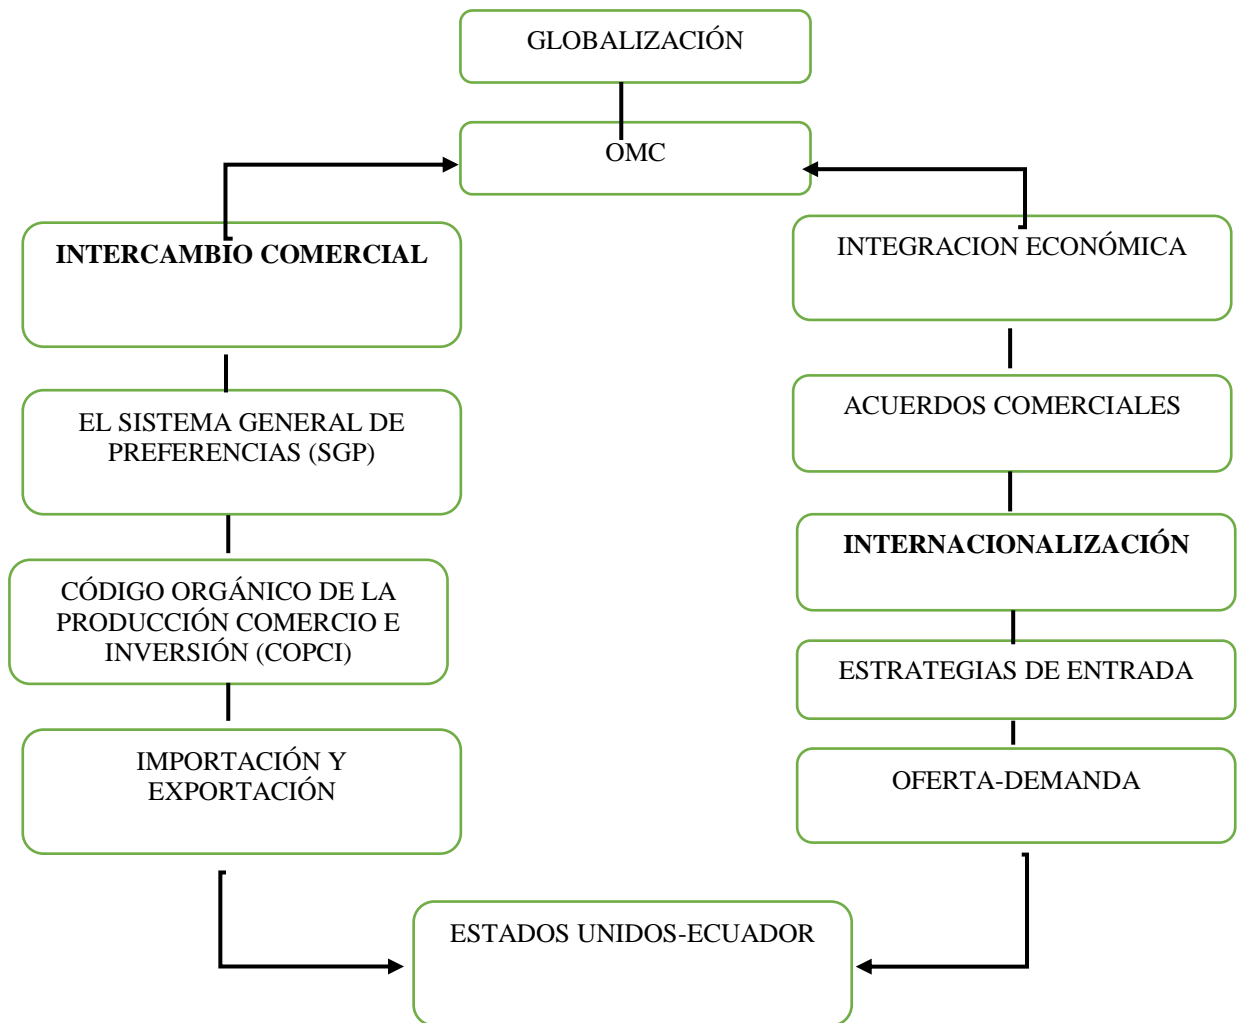 GLOBALIZACIÓN
OMC
INTERCAMBIO COMERCIAL
EL SISTEMA GENERAL DE
PREFERENCIAS (SGP)
CÓDIGO ORGÁNICO DE LA
PRODUCCIÓN COMERCIO E
INVERSIÓN (COPCI)
IMPORTACIÓN Y
EXPORTACIÓN
INTEGRACION ECONÓMICA
ACUERDOS COMERCIALES
INTERNACIONALIZACIÓN
ESTRATEGIAS DE ENTRADA
OFERTA-DEMANDA
ESTADOS UNIDOS-ECUADOR